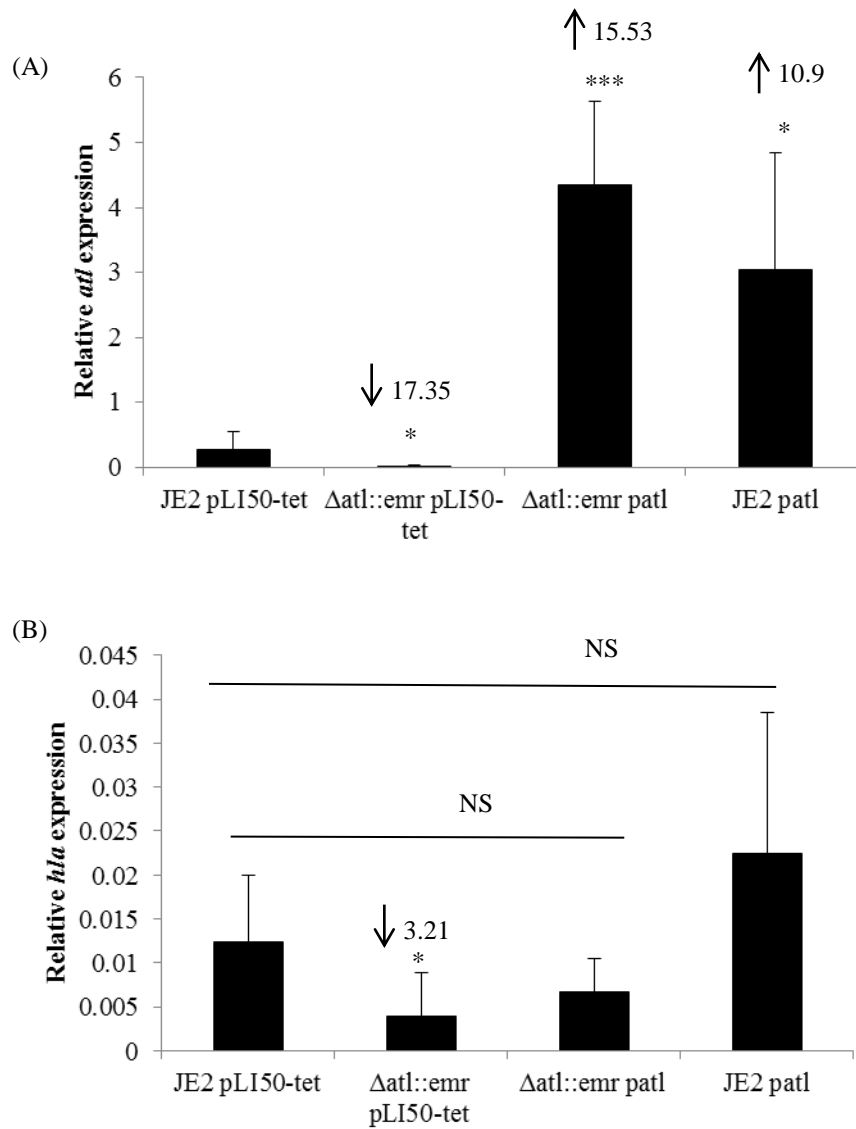 (A)
Relative atl expression
6
5
4
3
2
1
0
↑ 15.53
***
↑ 10.9
*
↓ 17.35
*
JE2 pLI50-tet
Δatl::emr pLI50-
tet
Δatl::emr patl
JE2 patl
(B)
Relative hla expression
0.045
0.04
0.035
0.03
0.025
0.02
0.015
0.01
0.005
0
NS
NS
↓ 3.21
*
JE2 pLI50-tet
Δatl::emr
pLI50-tet
Δatl::emr patl
JE2 patl